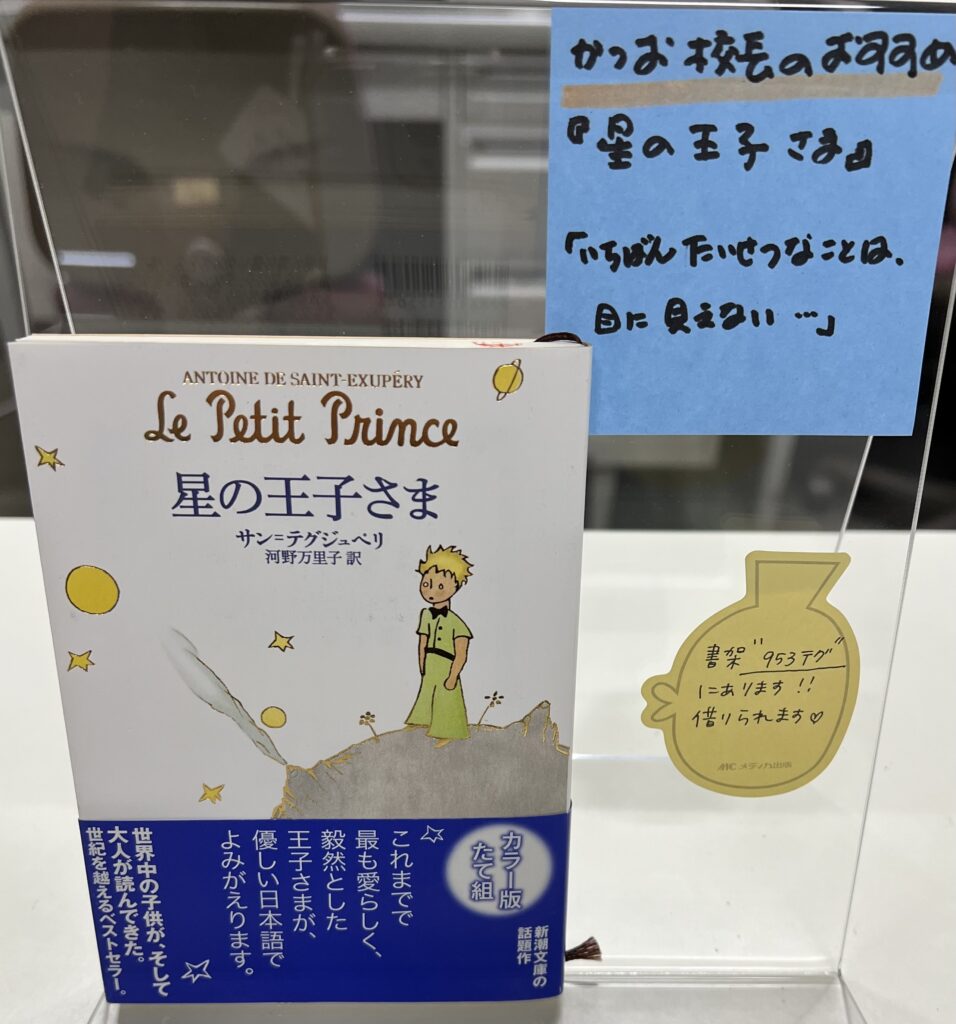 かつお校長のおすすめ
『星の王子さま』
「いちばんたいせつなことは、
目に見えない…」
ANTOINE DE SAINT-EXUPÉRY
Le Petit Prince
星の王子さま
サン=テグジュペリ
河野万里子 訳
書架"953テグ"
にあります!!
借りられます♡
MC メディカ出版
カラー版
たて組
新潮文庫の
話題作
これまでで
最も愛らしく、
毅然とした
王子さまが、
優しい日本語で
よみがえります。
世界中の子供が、そして
大人が読んできた。
世紀を越えるベストセラー。